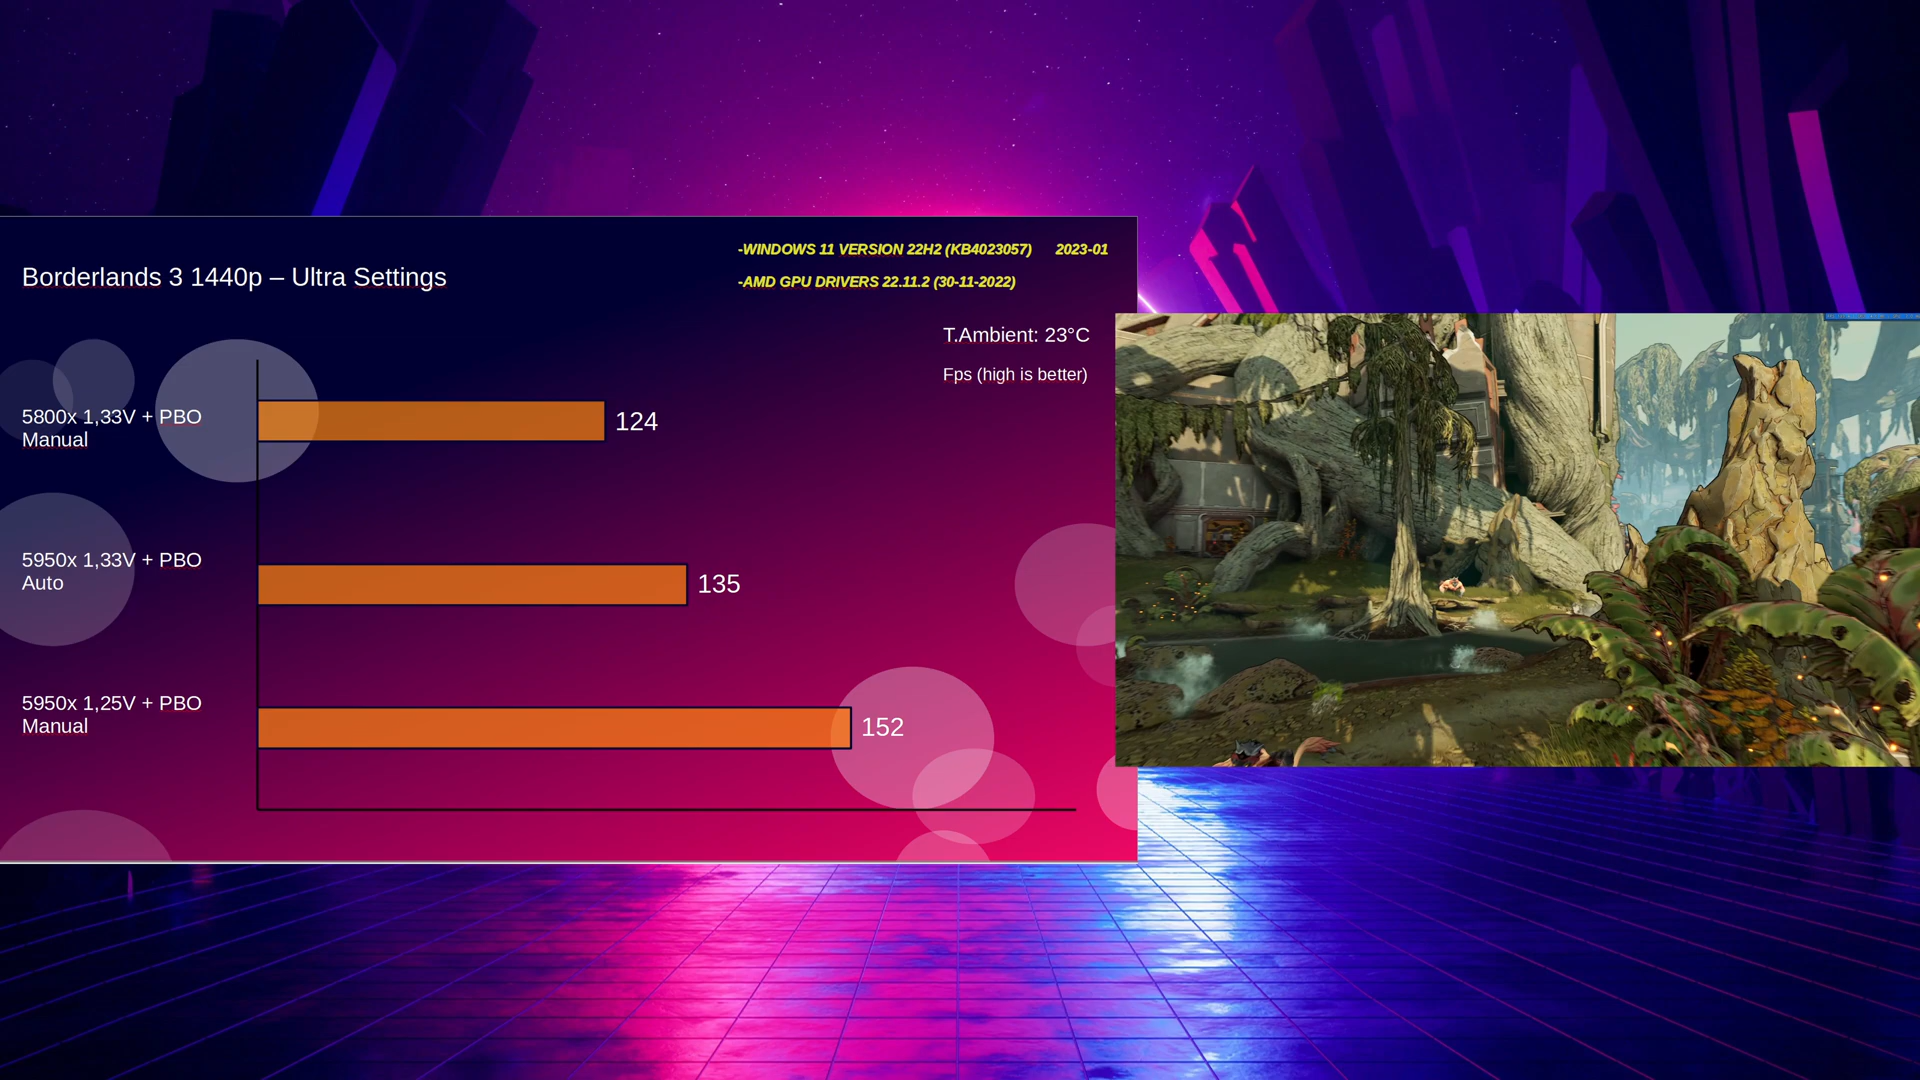 -WINDOWS 11 VERSION 22H2 (KB4023057) 2023-01
Borderlands 3 1440p – Ultra Settings
-AMD GPU DRIVERS 22.11.2 (30-11-2022)
T.Ambient: 23°C
Fps (high is better)
5800x 1,33V + PBO
Manual
124
5950x 1,33V + PBO
Auto
135
5950x 1,25V + PBO
Manual
152